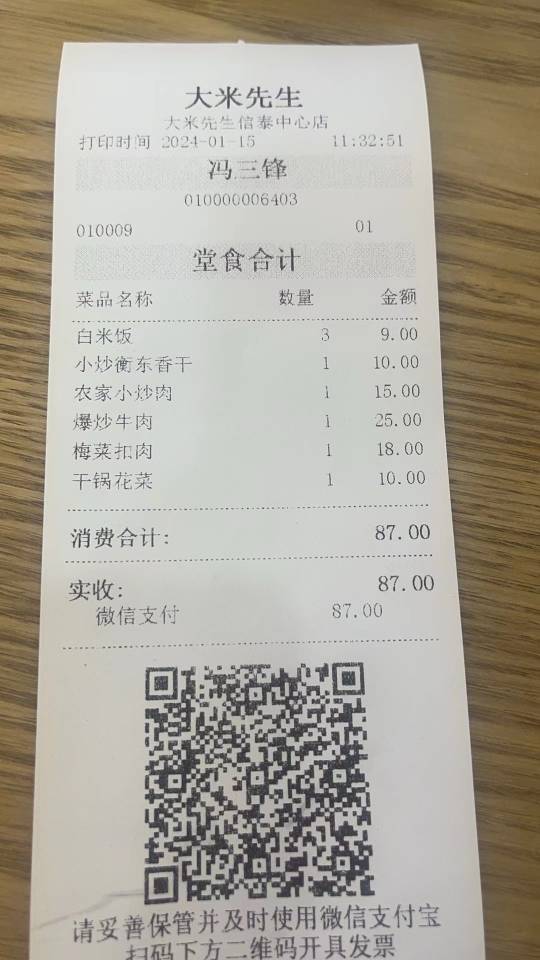 大米先生
大米先生信泰中心店
打印时间 2024-01-15 11:32:51
冯三锋
010000006403
010009 01
堂食合计
菜品名称 数量 金额
白米饭 3 9.00
小炒衡东香干 1 10.00
农家小炒肉 1 15.00
爆炒牛肉 1 25.00
梅菜扣肉 1 18.00
干锅花菜 1 10.00
消费合计: 87.00
实收: 87.00
微信支付 87.00
请妥善保管并及时使用微信支付宝
扫码下方二维码开具发票